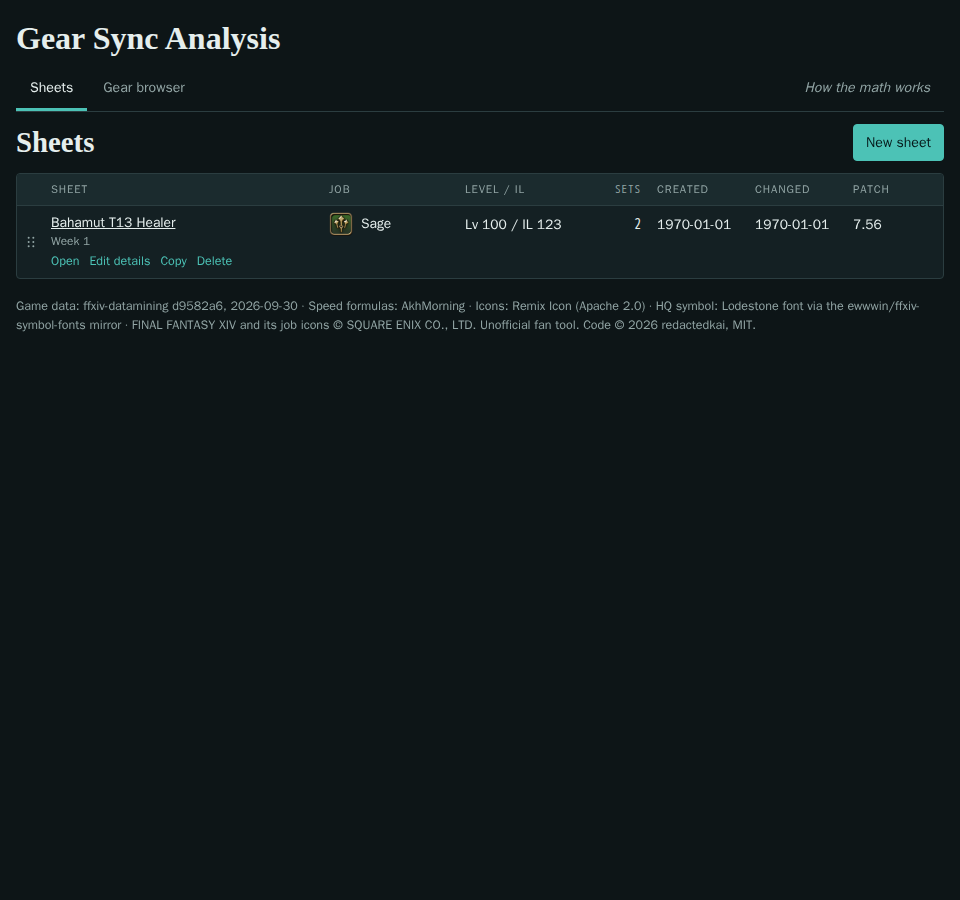 Gear Sync Analysis
Sheets Gear browser How the math works
Sheets New sheet
SHEET JOB LEVEL / IL SETS CREATED CHANGED PATCH
Bahamut T13 Healer Sage Lv 100 / IL 123 2 1970-01-01 1970-01-01 7.56
Week 1
Open Edit details Copy Delete
Game data: ffxiv-datamining d9582a6, 2026-09-30 · Speed formulas: AkhMorning · Icons: Remix Icon (Apache 2.0) · HQ symbol: Lodestone font via the ewwwin/ffxiv-
symbol-fonts mirror · FINAL FANTASY XIV and its job icons © SQUARE ENIX CO., LTD. Unofficial fan tool. Code © 2026 redactedkai, MIT.